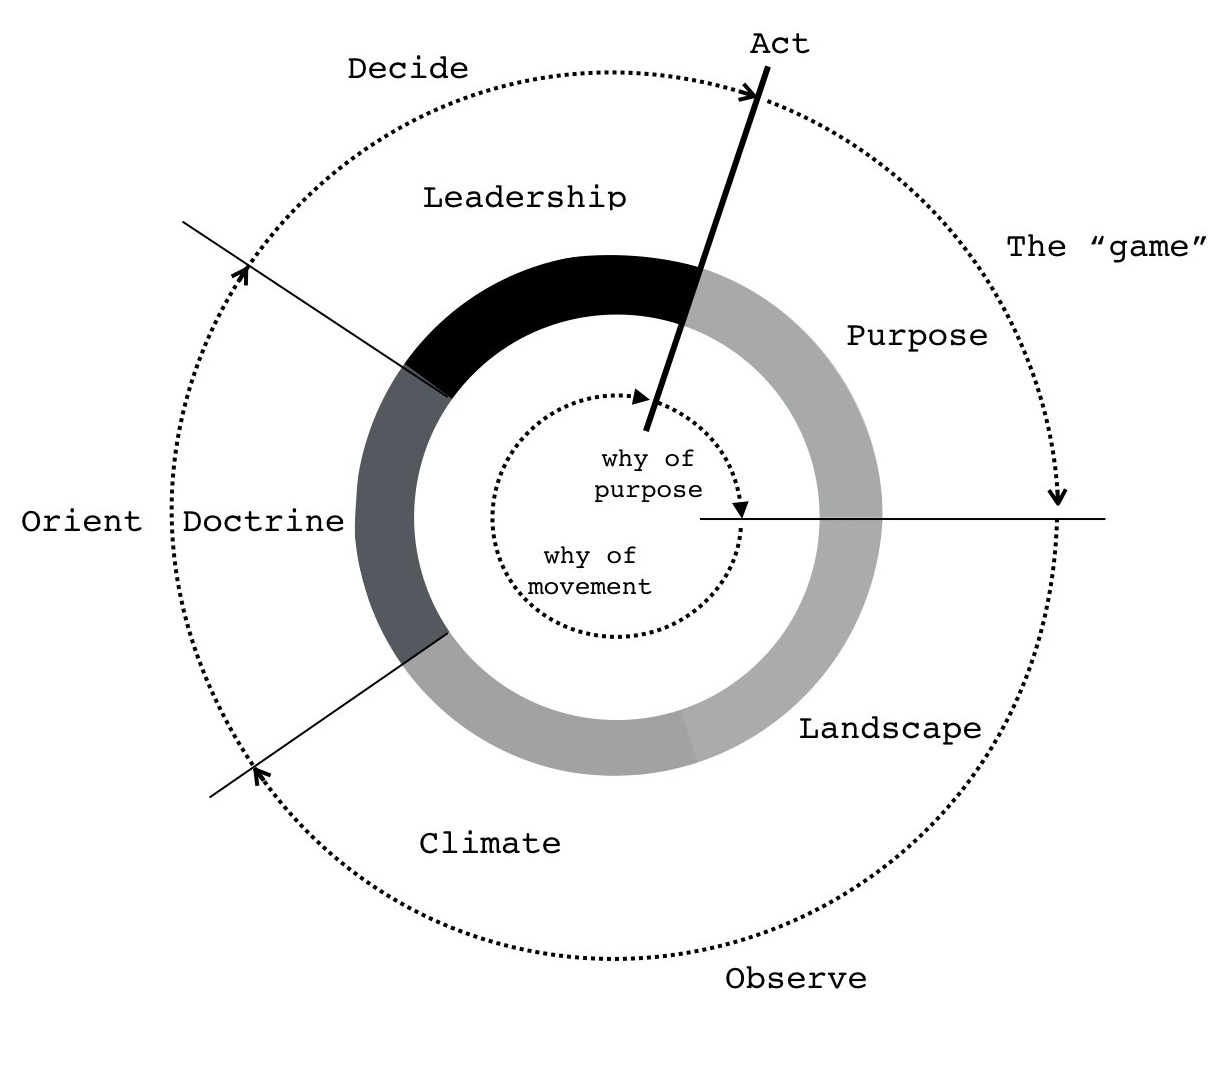 Act
Decide
Leadership
The “game”
Purpose
why of
purpose
Orient
Doctrine
why of
movement
Landscape
Climate
Observe